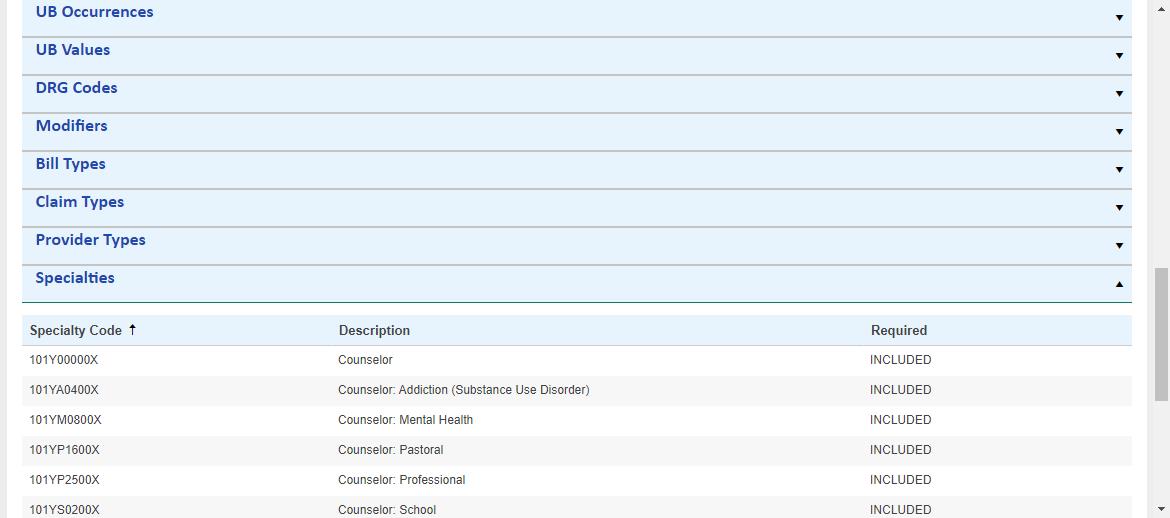 UB Occurrences
UB Values
DRG Codes
Modifiers
Bill Types
Claim Types
Provider Types
Specialties
Specialty Code Description Required
101Y00000X Counselor INCLUDED
101YA0400X Counselor: Addiction (Substance Use Disorder) INCLUDED
101YM0800X Counselor: Mental Health INCLUDED
101YP1600X Counselor: Pastoral INCLUDED
101YP2500X Counselor: Professional INCLUDED
101YS0200X Counselor: School INCLUDED